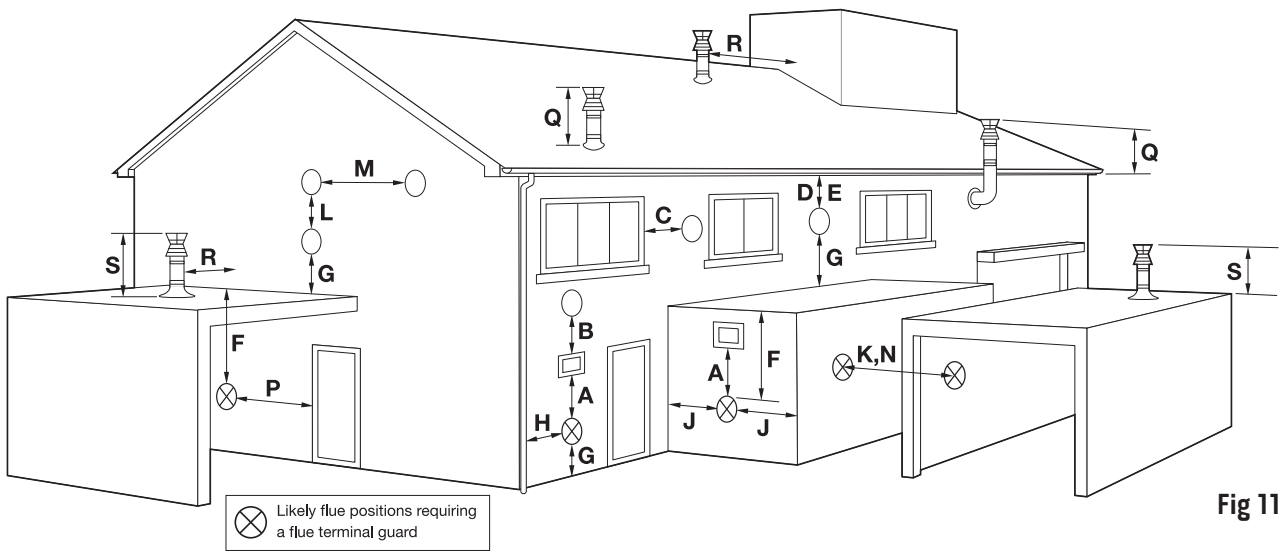 R
Q
Q
M
D E
C
L
S
R
G
G
S
B
F
F
K,N
P
A
A
H
J
J
G
Likely flue positions requiring
a flue terminal guard
Fig 11